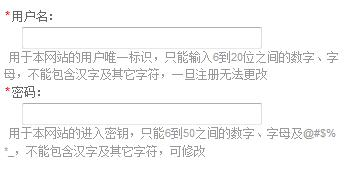 *用户名：
用于本网站的用户唯一标识，只能输入6到20位之间的数字、字
母，不能包含汉字及其它字符，一旦注册无法更改
*密码：
用于本网站的进入密钥，只能6到50之间的数字、字母及@#$%
*_，不能包含汉字及其它字符，可修改